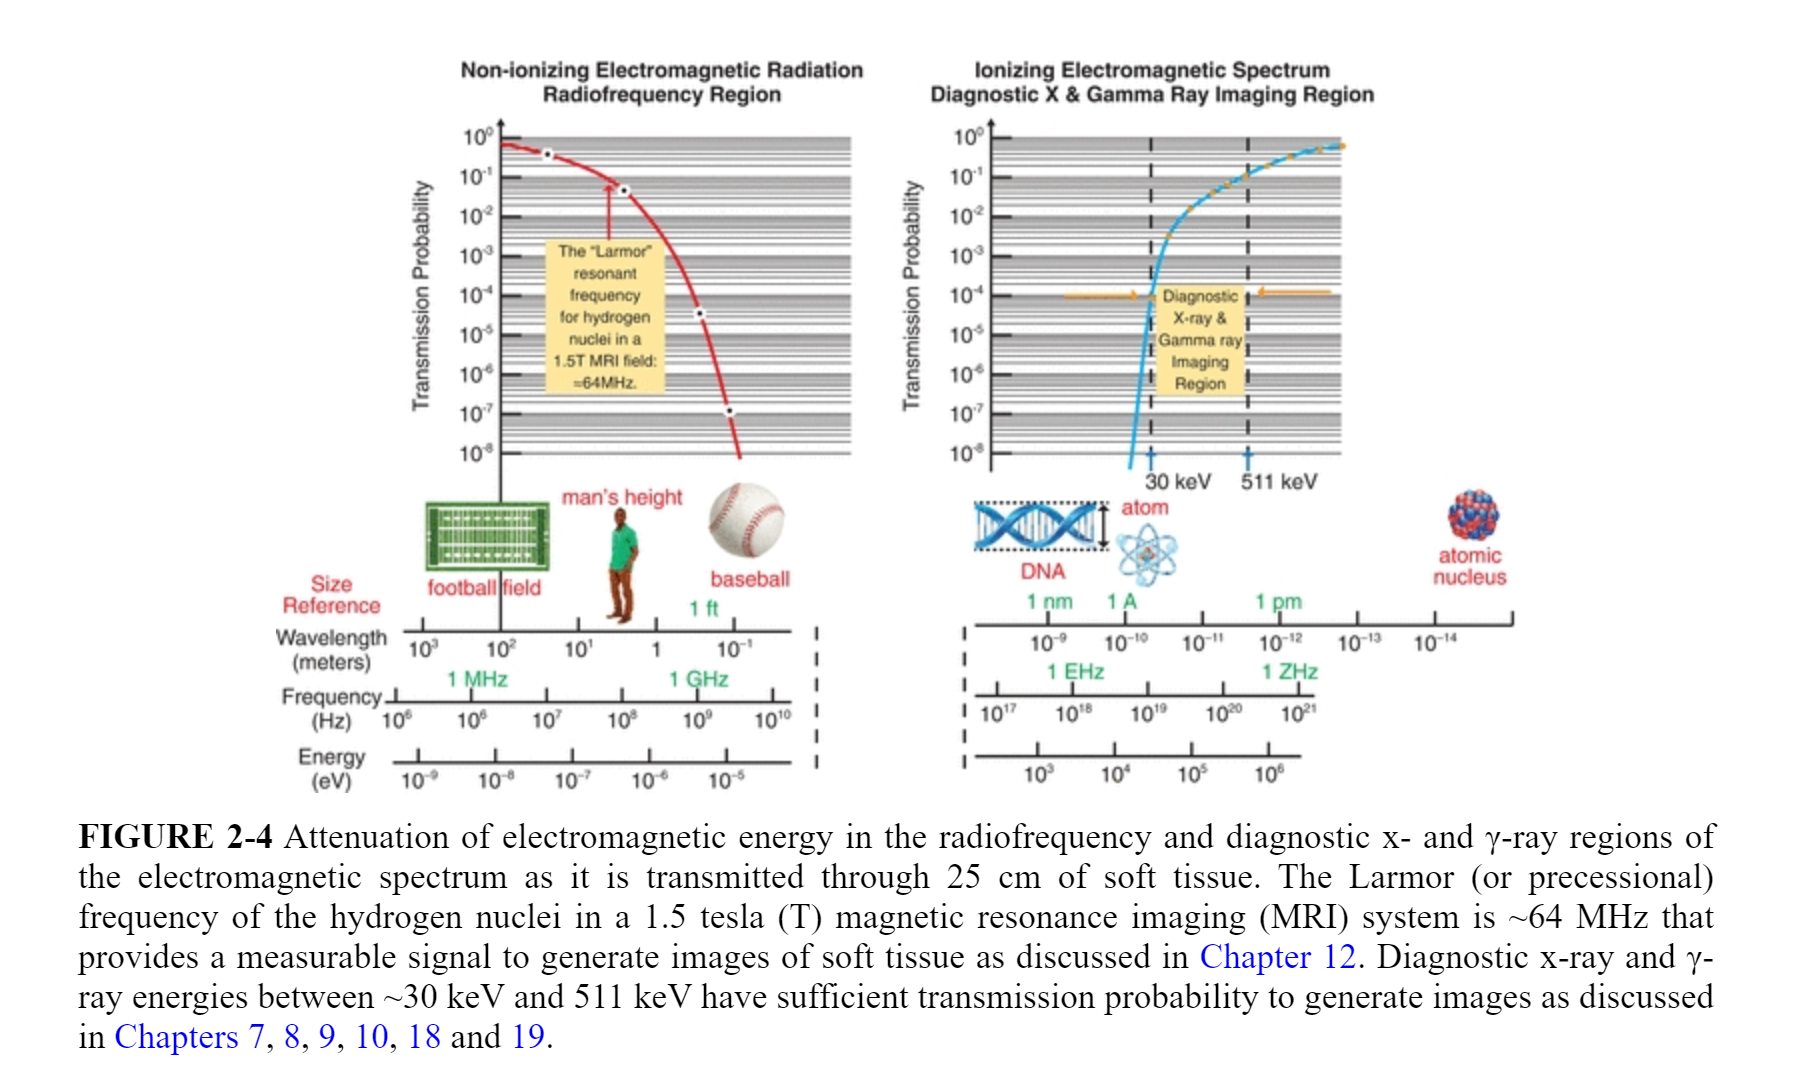 Non-ionizing Electromagnetic Radiation
Radiofrequency Region
Transmission Probability
10⁰
10⁻¹
10⁻²
10⁻³
10⁻⁴
10⁻⁵
10⁻⁶
10⁻⁷
10⁻⁸
The “Larmor”
resonant
frequency
for hydrogen
nuclei in a
1.5T MRI field:
≈64MHz.
Ionizing Electromagnetic Spectrum
Diagnostic X & Gamma Ray Imaging Region
Transmission Probability
10⁰
10⁻¹
10⁻²
10⁻³
10⁻⁴
10⁻⁵
10⁻⁶
10⁻⁷
10⁻⁸
Diagnostic
X-ray &
Gamma ray
Imaging
Region
30 keV 511 keV
man's height
football field
baseball
DNA
atom
atomic
nucleus
Size
Reference
1 ft
1 nm 1 A 1 pm
Wavelength
(meters)
10³ 10² 10¹ 1 10⁻¹
10⁻⁹ 10⁻¹⁰ 10⁻¹¹ 10⁻¹² 10⁻¹³ 10⁻¹⁴
1 MHz 1 GHz
1 EHz 1 ZHz
Frequency
(Hz)
10⁶ 10⁶ 10⁷ 10⁸ 10⁹ 10¹⁰
10¹⁷ 10¹⁸ 10¹⁹ 10²⁰ 10²¹
Energy
(eV)
10⁻⁹ 10⁻⁸ 10⁻⁷ 10⁻⁶ 10⁻⁵
10³ 10⁴ 10⁵ 10⁶
FIGURE 2-4 Attenuation of electromagnetic energy in the radiofrequency and diagnostic x- and γ-ray regions of
the electromagnetic spectrum as it is transmitted through 25 cm of soft tissue. The Larmor (or precessional)
frequency of the hydrogen nuclei in a 1.5 tesla (T) magnetic resonance imaging (MRI) system is ~64 MHz that
provides a measurable signal to generate images of soft tissue as discussed in Chapter 12. Diagnostic x-ray and γ-
ray energies between ~30 keV and 511 keV have sufficient transmission probability to generate images as discussed
in Chapters 7, 8, 9, 10, 18 and 19.